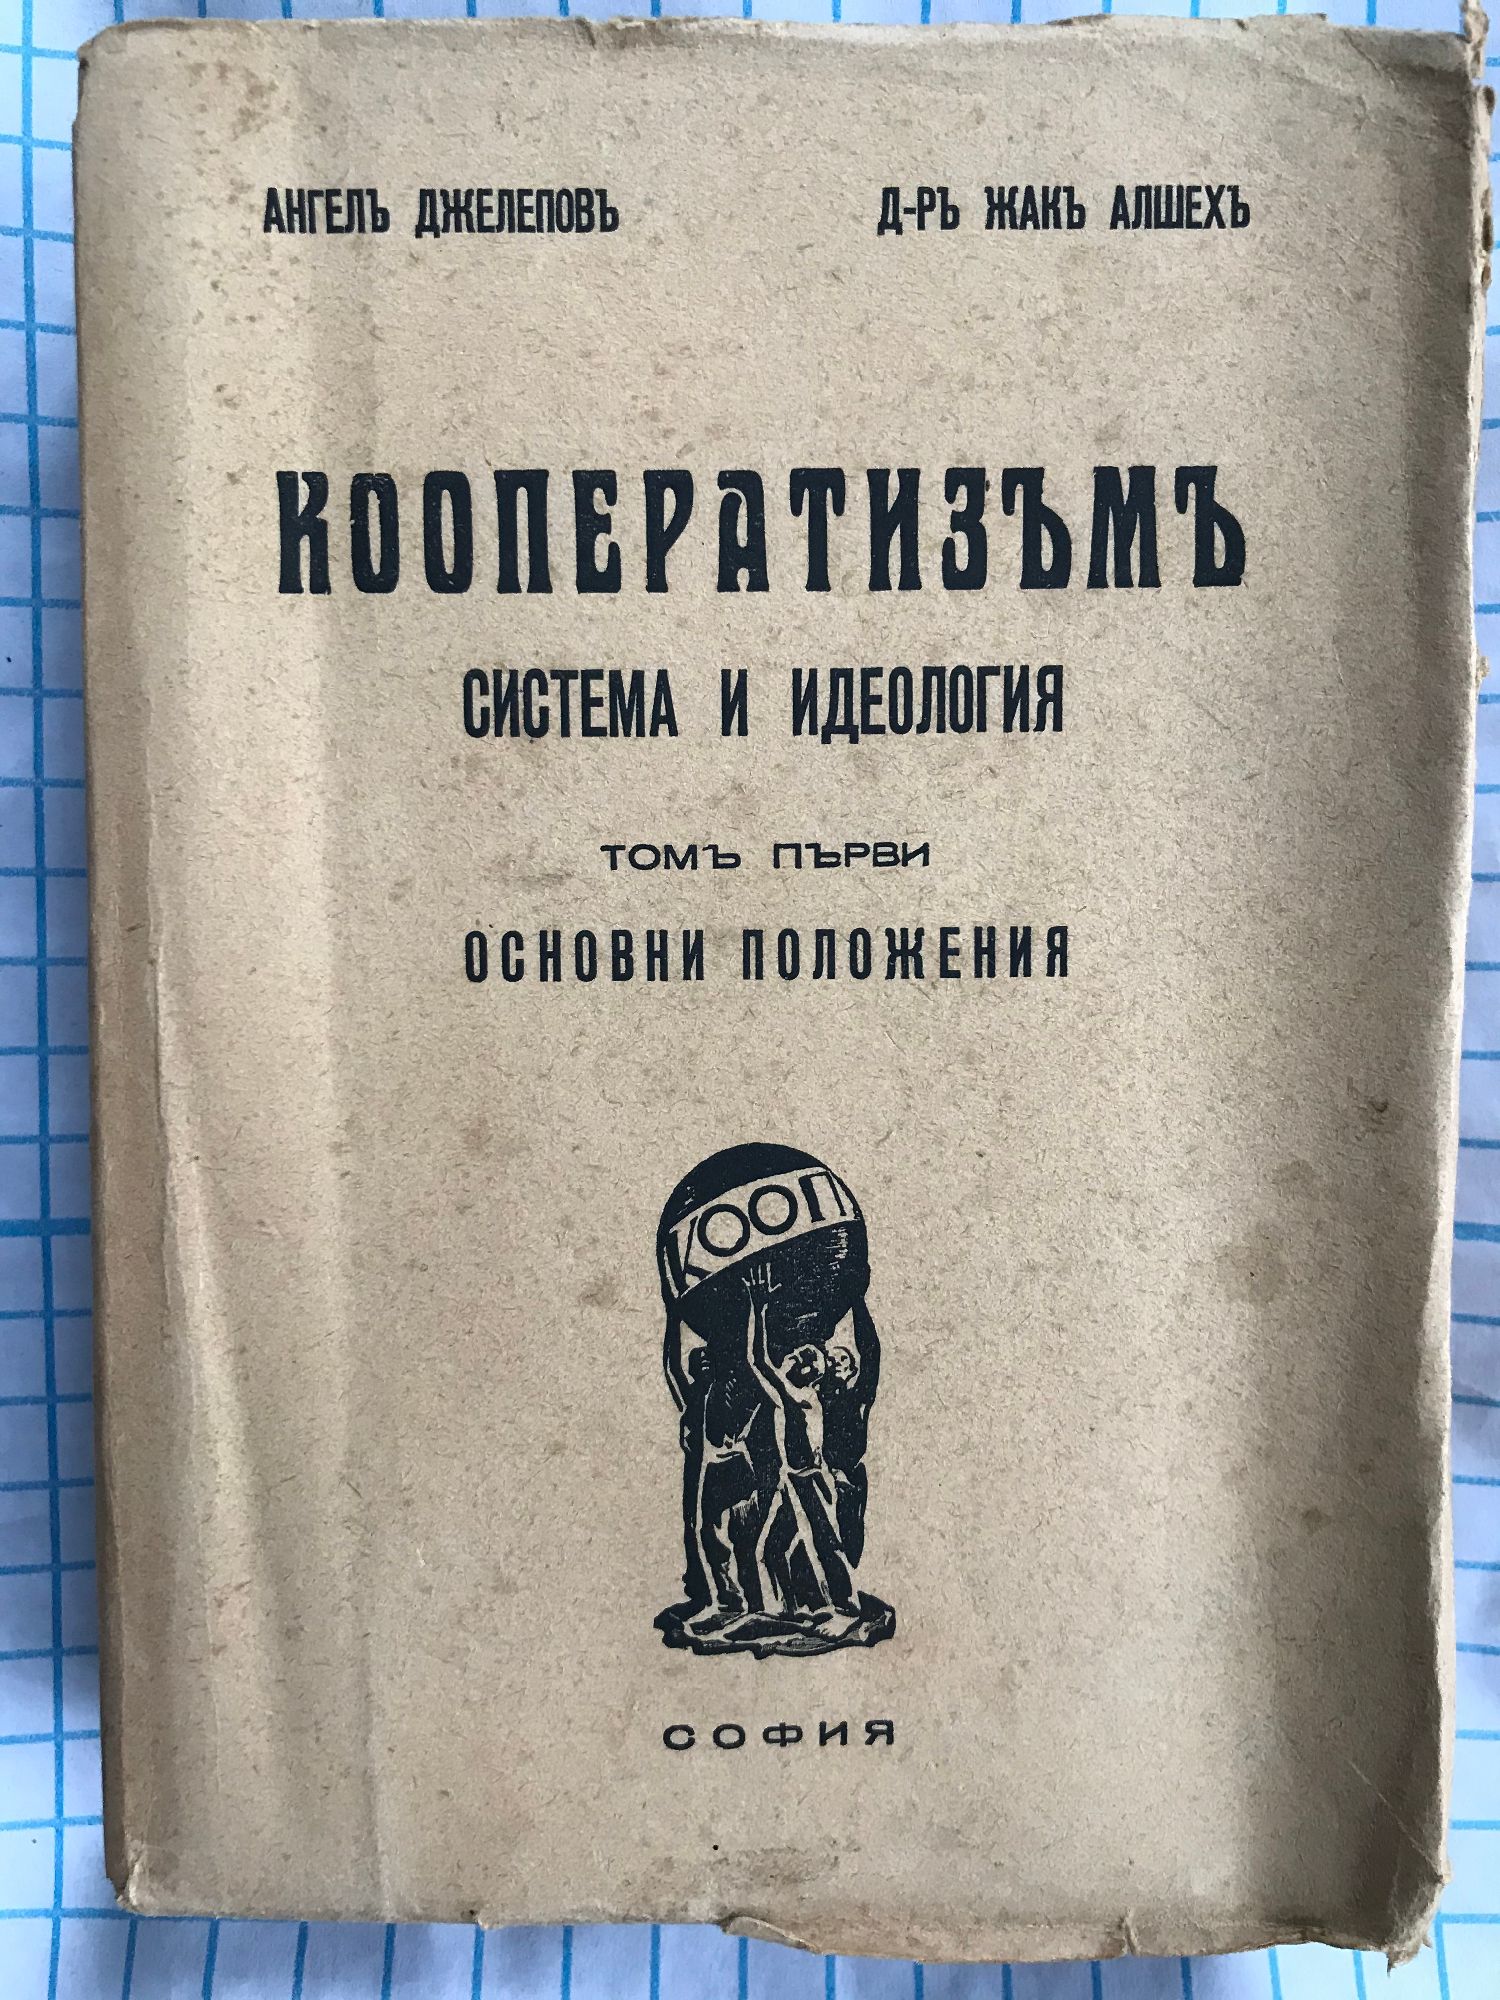 АНГЕЛЪ ДЖЕЛЕПОВЪ Д-РЪ ЖАКЪ АЛШЕХЪ
КООПЕРАТИЗЪМЪ
СИСТЕМА И ИДЕОЛОГИЯ
ТОМЪ ПЪРВИ
ОСНОВНИ ПОЛОЖЕНИЯ
КООП
СОФИЯ